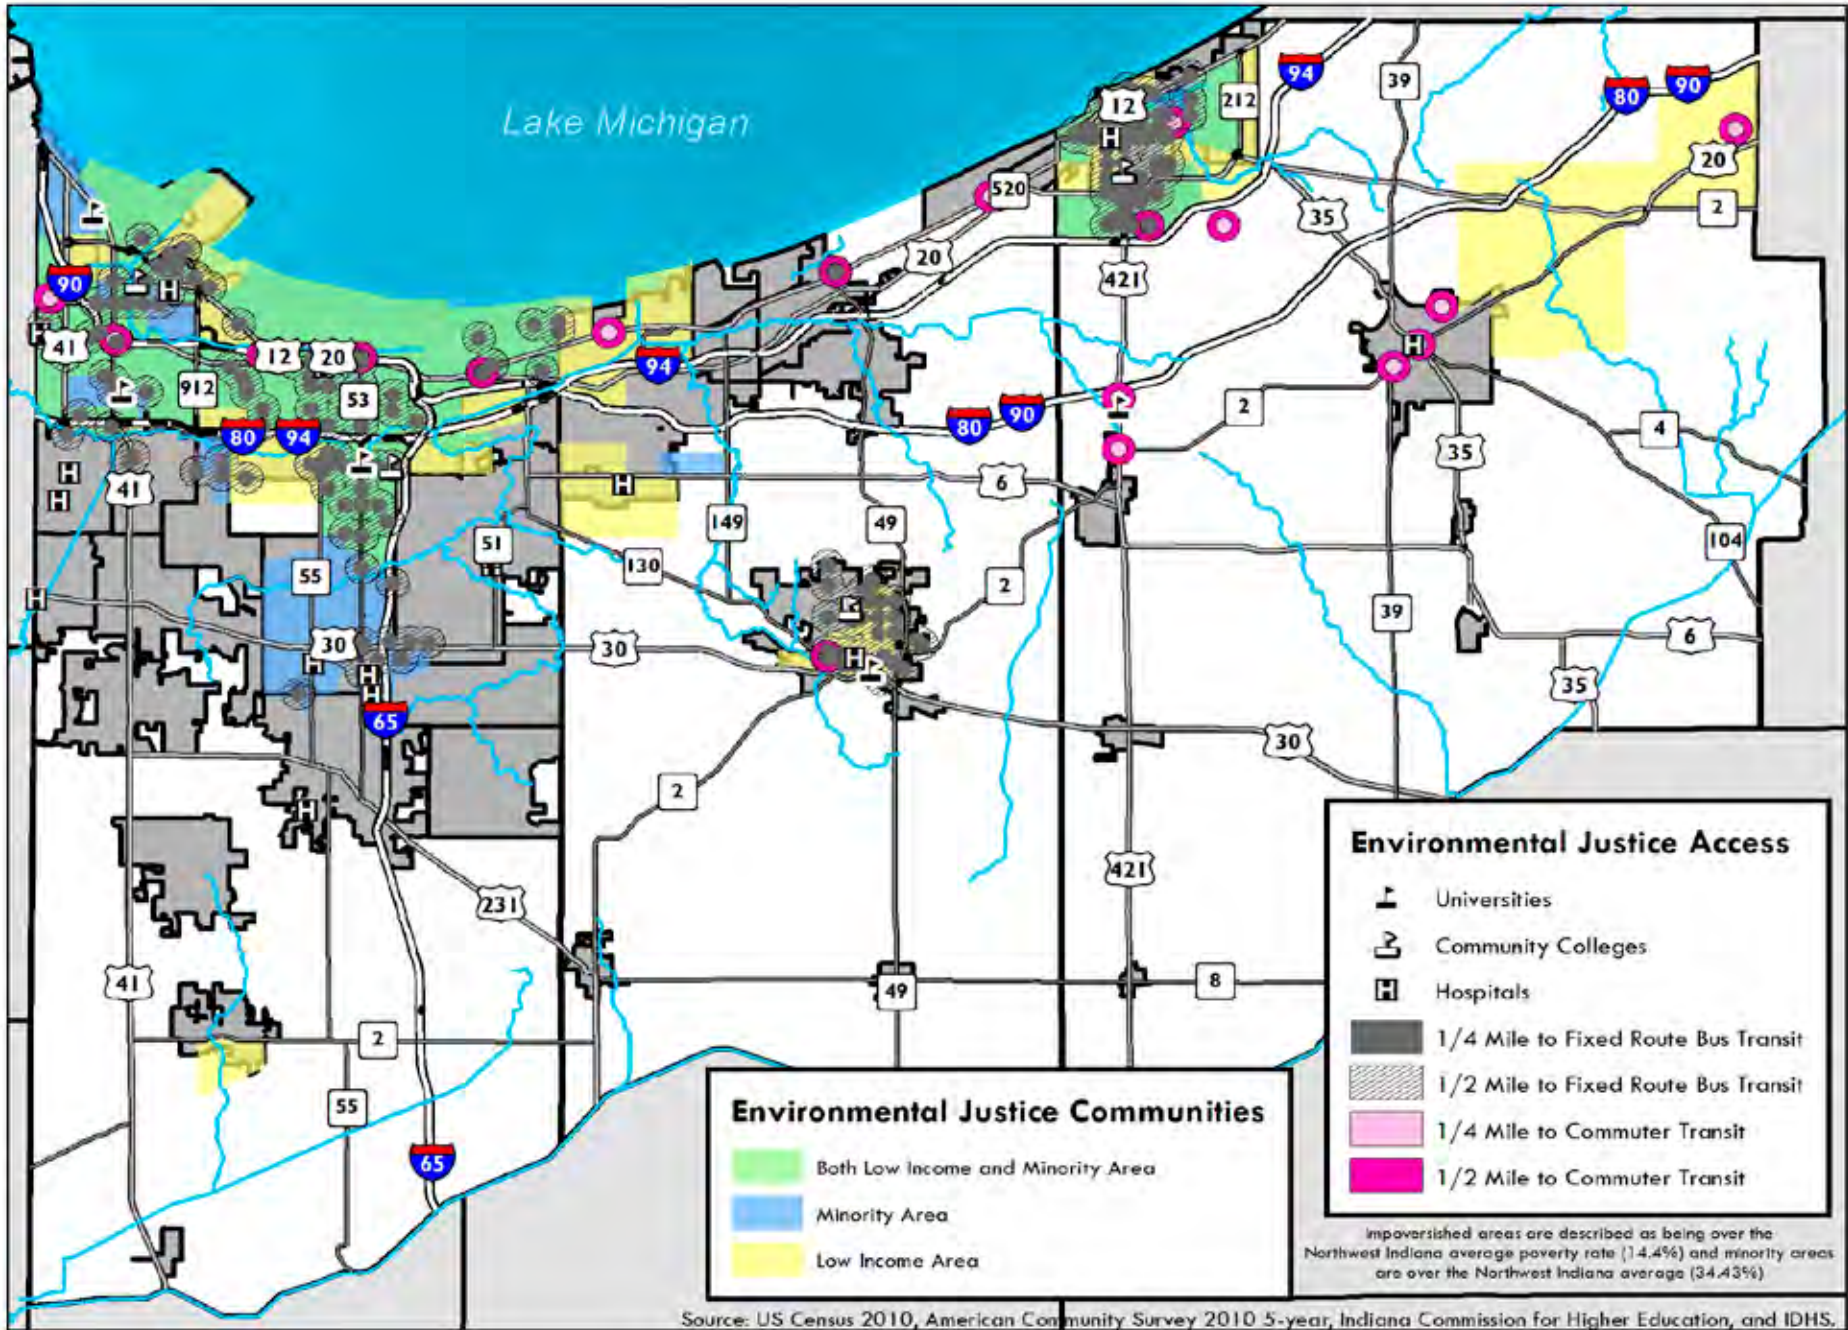 Lake Michigan
12
212
94
39
80
90
20
2
520
35
20
421
90
41
12
20
94
912
53
80
94
80
90
2
4
35
41
6
149
49
51
130
104
55
2
39
30
30
6
35
65
30
2
421
231
41
49
8
2
55
65
H
H
H
H
H
H
H
H
H
H
H
H
H
Environmental Justice Access
Universities
Community Colleges
H Hospitals
1/4 Mile to Fixed Route Bus Transit
1/2 Mile to Fixed Route Bus Transit
1/4 Mile to Commuter Transit
1/2 Mile to Commuter Transit
Environmental Justice Communities
Both Low Income and Minority Area
Minority Area
Low Income Area
Impoverished areas are described as being over the
Northwest Indiana average poverty rate (14.4%) and minority areas
are over the Northwest Indiana average (34.43%)
Source: US Census 2010, American Community Survey 2010 5-year, Indiana Commission for Higher Education, and IDHS.